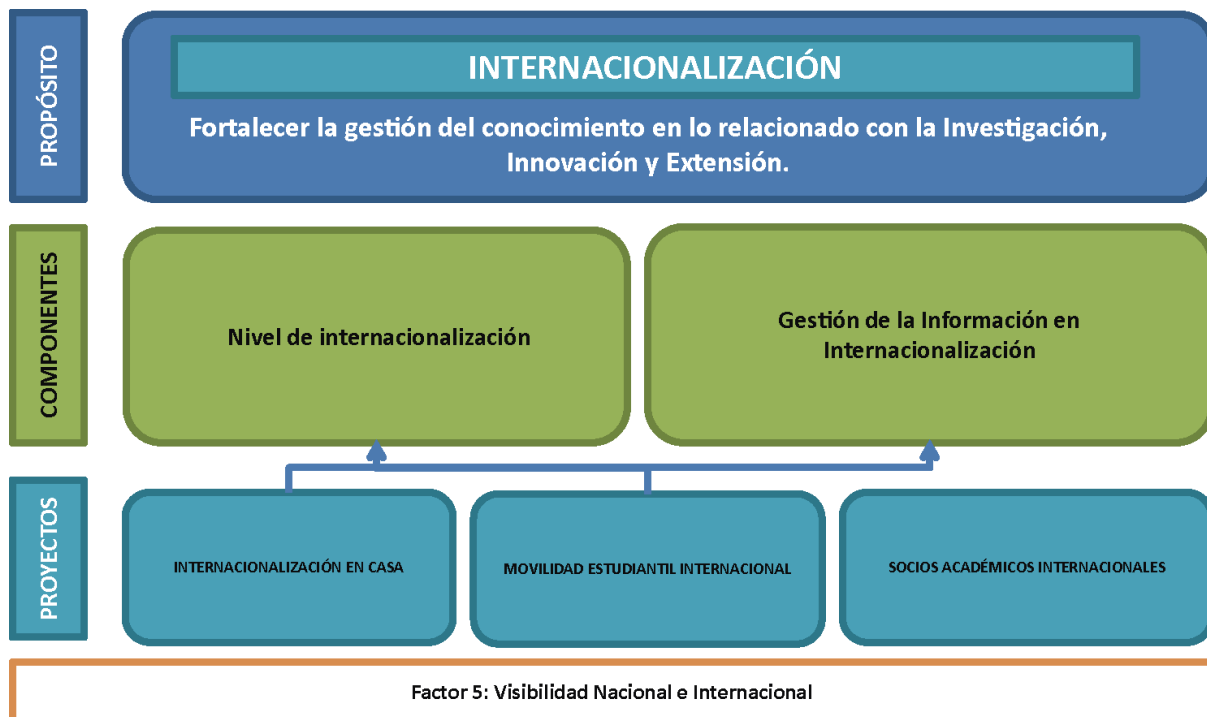 PROPÓSITO
INTERNACIONALIZACIÓN
Fortalecer la gestión del conocimiento en lo relacionado con la Investigación,
Innovación y Extensión.
COMPONENTES
Nivel de internacionalización
Gestión de la Información en
Internacionalización
PROYECTOS
INTERNACIONALIZACIÓN EN CASA
MOVILIDAD ESTUDIANTIL INTERNACIONAL
SOCIOS ACADÉMICOS INTERNACIONALES
Factor 5: Visibilidad Nacional e Internacional